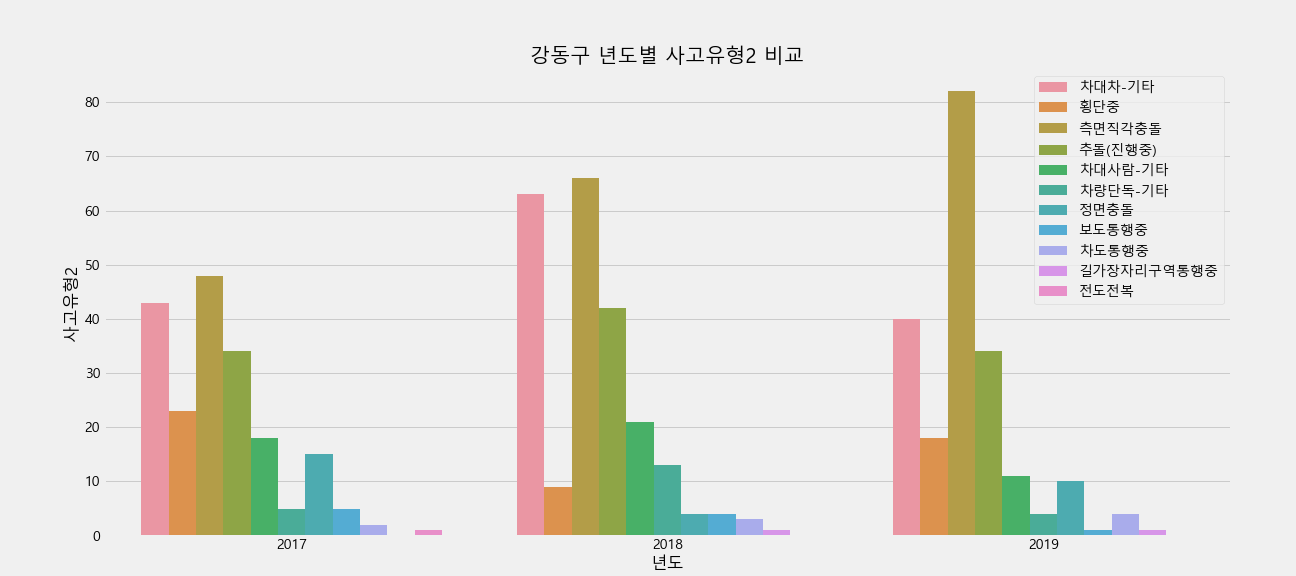 강동구 년도별 사고유형2 비교
차대차-기타
횡단중
측면직각충돌
추돌(진행중)
차대사람-기타
차량단독-기타
정면충돌
보도통행중
차도통행중
길가장자리구역통행중
전도전복
사고유형2
80
70
60
50
40
30
20
10
0
2017 2018 2019
년도